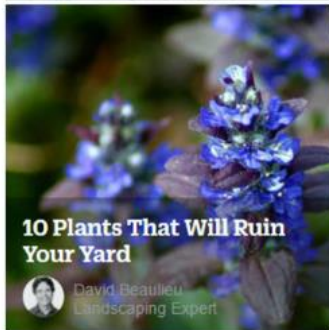 10 Plants That Will Ruin
Your Yard
David Beaulieu
Landscaping Expert